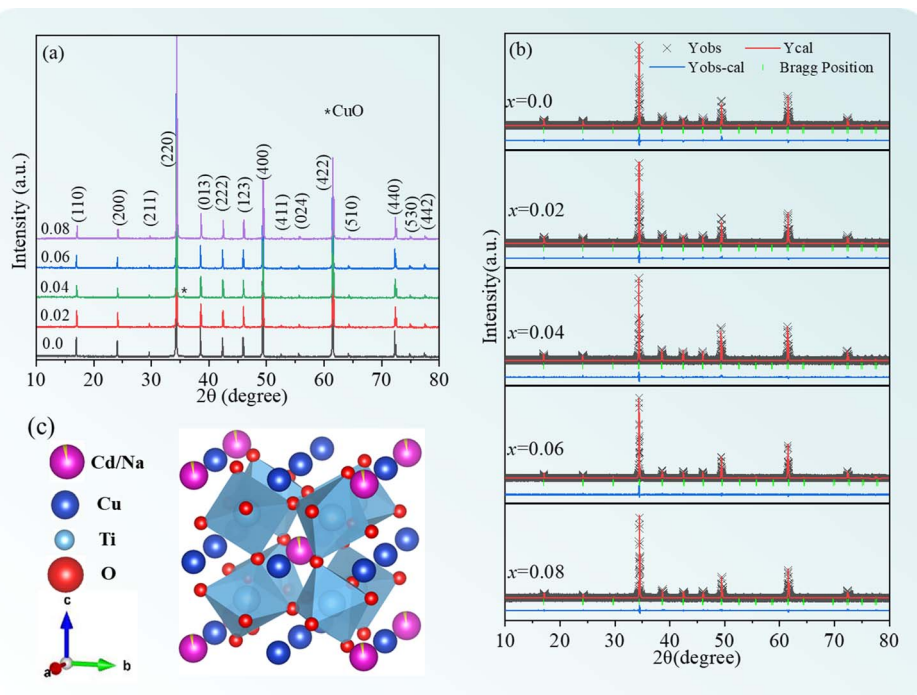 (a)
*CuO
Intensity (a.u.)
(110)
(200)
(211)
(220)
(013)
(222)
(123)
(400)
(411)
(024)
(422)
(510)
(440)
(530)
(442)
0.08
0.06
0.04
*
0.02
0.0
10 20 30 40 50 60 70 80
2θ (degree)
(b)
Yobs Ycal
Yobs-cal Bragg Position
x=0.0
x=0.02
x=0.04
x=0.06
x=0.08
Intensity(a.u.)
10 20 30 40 50 60 70 80
2θ(degree)
(c)
Cd/Na
Cu
Ti
O
c
a
b